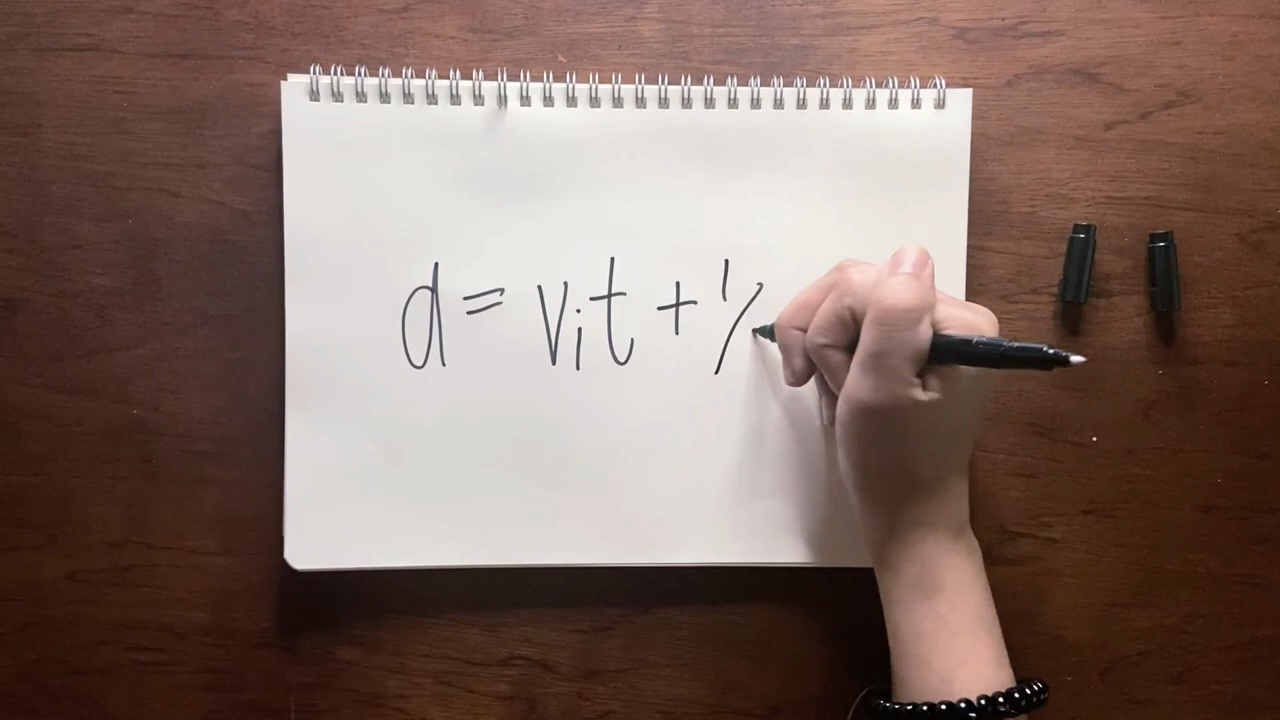 d = vᵢt + 1/